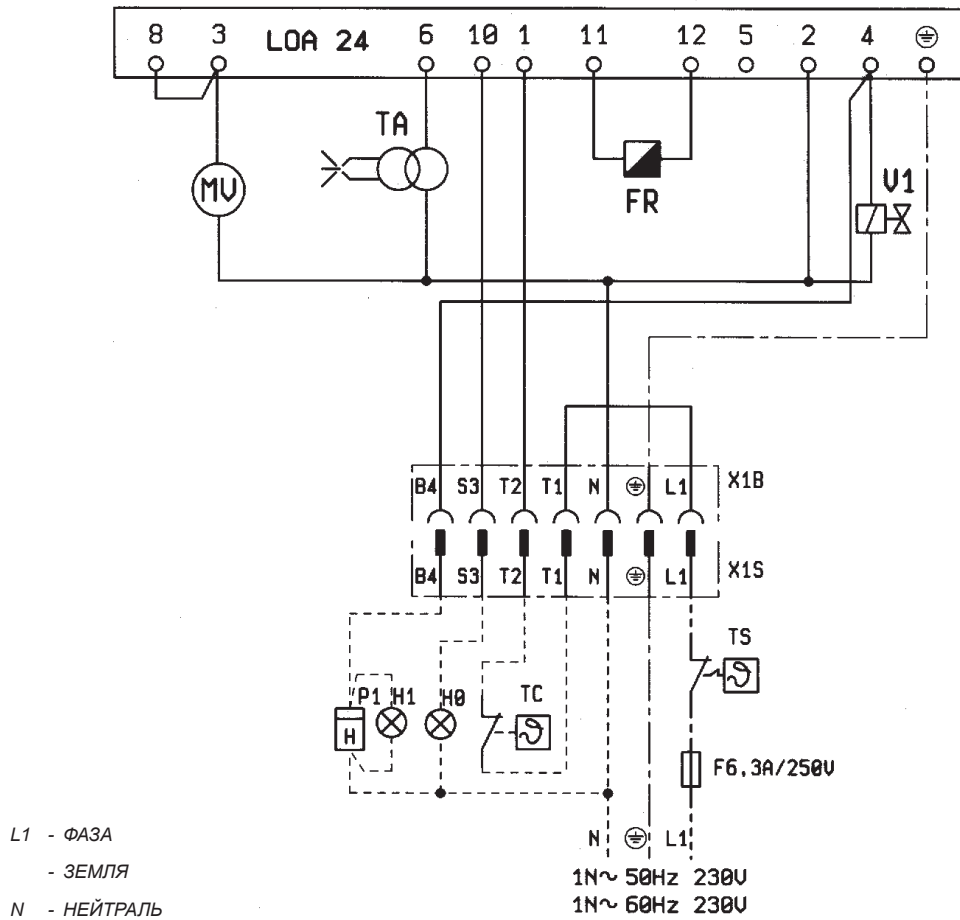 8 3 LOA 24 6 10 1 11 12 5 2 4
TA
MV
FR
V1
B4 S3 T2 T1 N L1 X1B
B4 S3 T2 T1 N L1 X1S
TS
P1 H1 H0 TC
H
F6,3A/250V
N L1
1N~ 50Hz 230V
1N~ 60Hz 230V
L1 - ФАЗА
- ЗЕМЛЯ
N - НЕЙТРАЛЬ